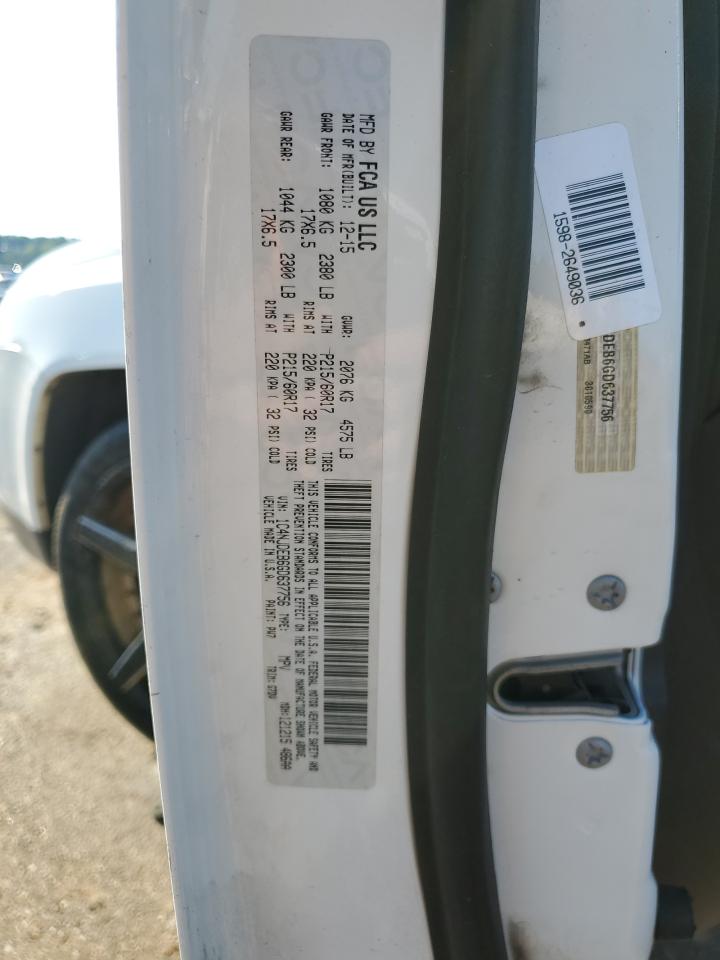 MFD BY FCA US LLC
DATE OF MFR(BUILT): 12-15 GVWR: 2076 KG 4575 LB
GAWR FRONT: 1080 KG 2380 LB WITH P215/60R17 TIRES
17X6.5 RIMS AT 220 KPA ( 32 PSI) COLD
GAWR REAR: 1044 KG 2300 LB WITH P215/60R17 TIRES
17X6.5 RIMS AT 220 KPA ( 32 PSI) COLD
THIS VEHICLE CONFORMS TO ALL APPLICABLE U.S.A. FEDERAL MOTOR VEHICLE SAFETY AND
THEFT PREVENTION STANDARDS IN EFFECT ON THE DATE OF MANUFACTURE SHOWN ABOVE.
VIN: 1C4NJDEB6GD637756 TYPE: MPV MDH:121215 486AA
VEHICLE MADE IN U.S.A. PAINT: PW7 TRIM:
1598-2649036
DEB6GD637756